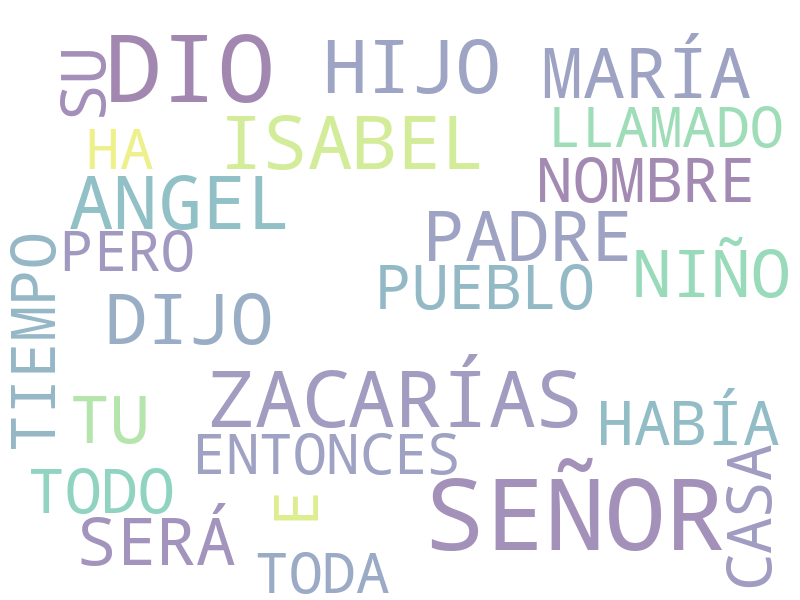 SU
DIO
HIJO
MARÍA
LLAMADO
HA
ISABEL
NOMBRE
ANGEL
PADRE
PERO
TIEMPO
PUEBLO
NIÑO
DIJO
ZACARÍAS
TU
HABÍA
ENTONCES
TODO
SEÑOR
CASA
E
SERÁ
TODA